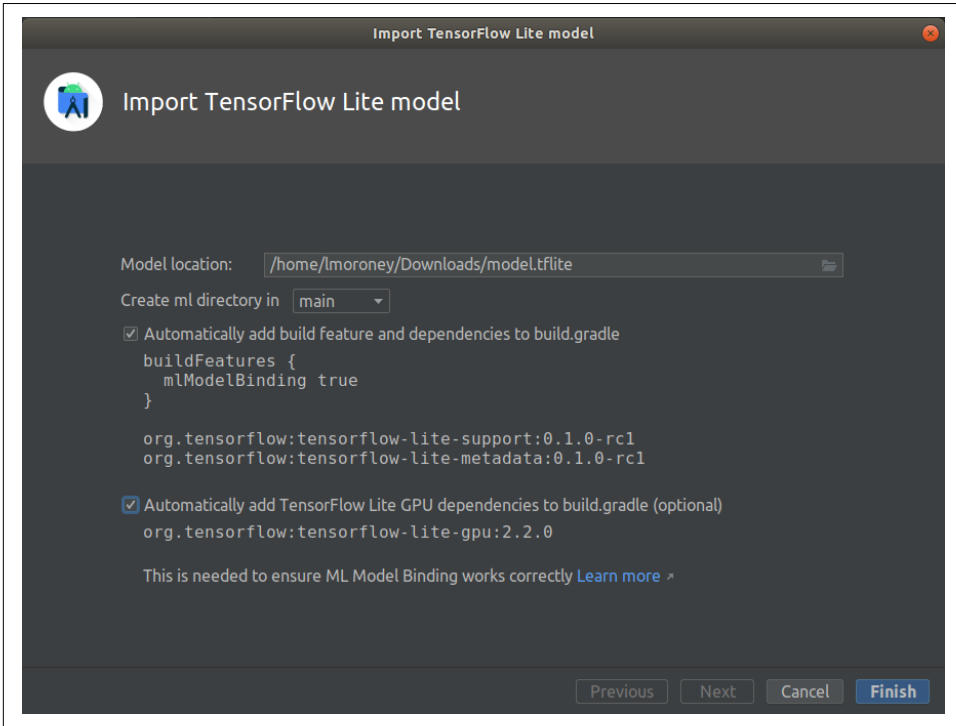 Import TensorFlow Lite model
Import TensorFlow Lite model
Model location: /home/lmoroney/Downloads/model.tflite
Create ml directory in main
Automatically add build feature and dependencies to build.gradle
buildFeatures {
  mlModelBinding true
}
org.tensorflow:tensorflow-lite-support:0.1.0-rc1
org.tensorflow:tensorflow-lite-metadata:0.1.0-rc1
Automatically add TensorFlow Lite GPU dependencies to build.gradle (optional)
org.tensorflow:tensorflow-lite-gpu:2.2.0
This is needed to ensure ML Model Binding works correctly Learn more ↗
Previous Next Cancel Finish